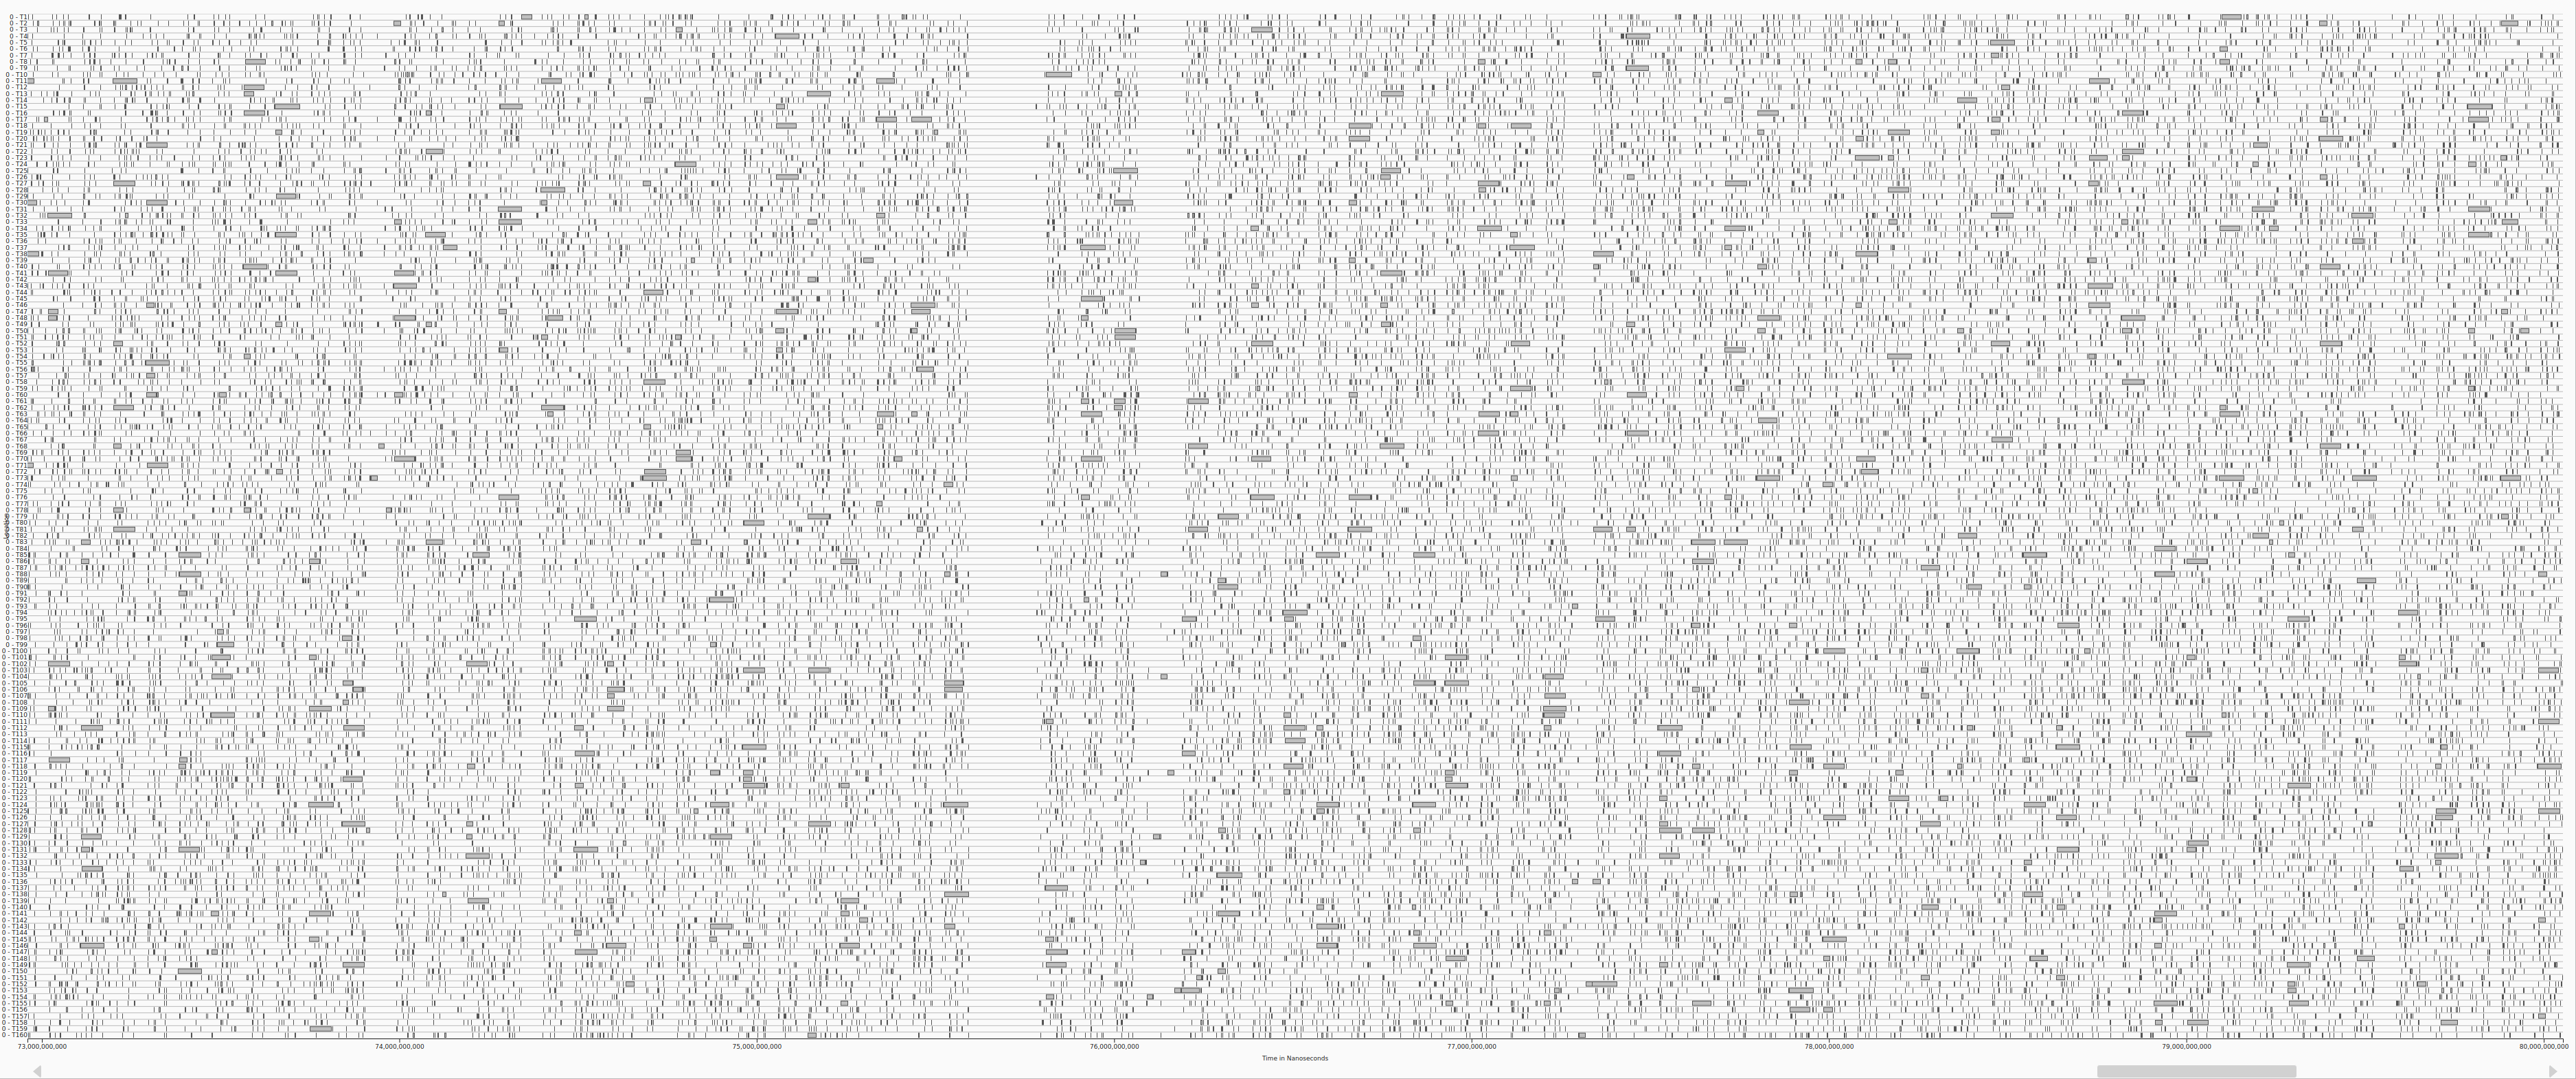 0 - T1
0 - T2
0 - T3
0 - T4
0 - T5
0 - T6
0 - T7
0 - T8
0 - T9
0 - T10
0 - T11
0 - T12
0 - T13
0 - T14
0 - T15
0 - T16
0 - T17
0 - T18
0 - T19
0 - T20
0 - T21
0 - T22
0 - T23
0 - T24
0 - T25
0 - T26
0 - T27
0 - T28
0 - T29
0 - T30
0 - T31
0 - T32
0 - T33
0 - T34
0 - T35
0 - T36
0 - T37
0 - T38
0 - T39
0 - T40
0 - T41
0 - T42
0 - T43
0 - T44
0 - T45
0 - T46
0 - T47
0 - T48
0 - T49
0 - T50
0 - T51
0 - T52
0 - T53
0 - T54
0 - T55
0 - T56
0 - T57
0 - T58
0 - T59
0 - T60
0 - T61
0 - T62
0 - T63
0 - T64
0 - T65
0 - T66
0 - T67
0 - T68
0 - T69
0 - T70
0 - T71
0 - T72
0 - T73
0 - T74
0 - T75
0 - T76
0 - T77
0 - T78
0 - T79
0 - T80
0 - T81
0 - T82
0 - T83
0 - T84
0 - T85
0 - T86
0 - T87
0 - T88
0 - T89
0 - T90
0 - T91
0 - T92
0 - T93
0 - T94
0 - T95
0 - T96
0 - T97
0 - T98
0 - T99
0 - T100
0 - T101
0 - T102
0 - T103
0 - T104
0 - T105
0 - T106
0 - T107
0 - T108
0 - T109
0 - T110
0 - T111
0 - T112
0 - T113
0 - T114
0 - T115
0 - T116
0 - T117
0 - T118
0 - T119
0 - T120
0 - T121
0 - T122
0 - T123
0 - T124
0 - T125
0 - T126
0 - T127
0 - T128
0 - T129
0 - T130
0 - T131
0 - T132
0 - T133
0 - T134
0 - T135
0 - T136
0 - T137
0 - T138
0 - T139
0 - T140
0 - T141
0 - T142
0 - T143
0 - T144
0 - T145
0 - T146
0 - T147
0 - T148
0 - T149
0 - T150
0 - T151
0 - T152
0 - T153
0 - T154
0 - T155
0 - T156
0 - T157
0 - T158
0 - T159
0 - T160
73,000,000,000 74,000,000,000 75,000,000,000 76,000,000,000 77,000,000,000 78,000,000,000 79,000,000,000 80,000,000,000
Time in Nanoseconds